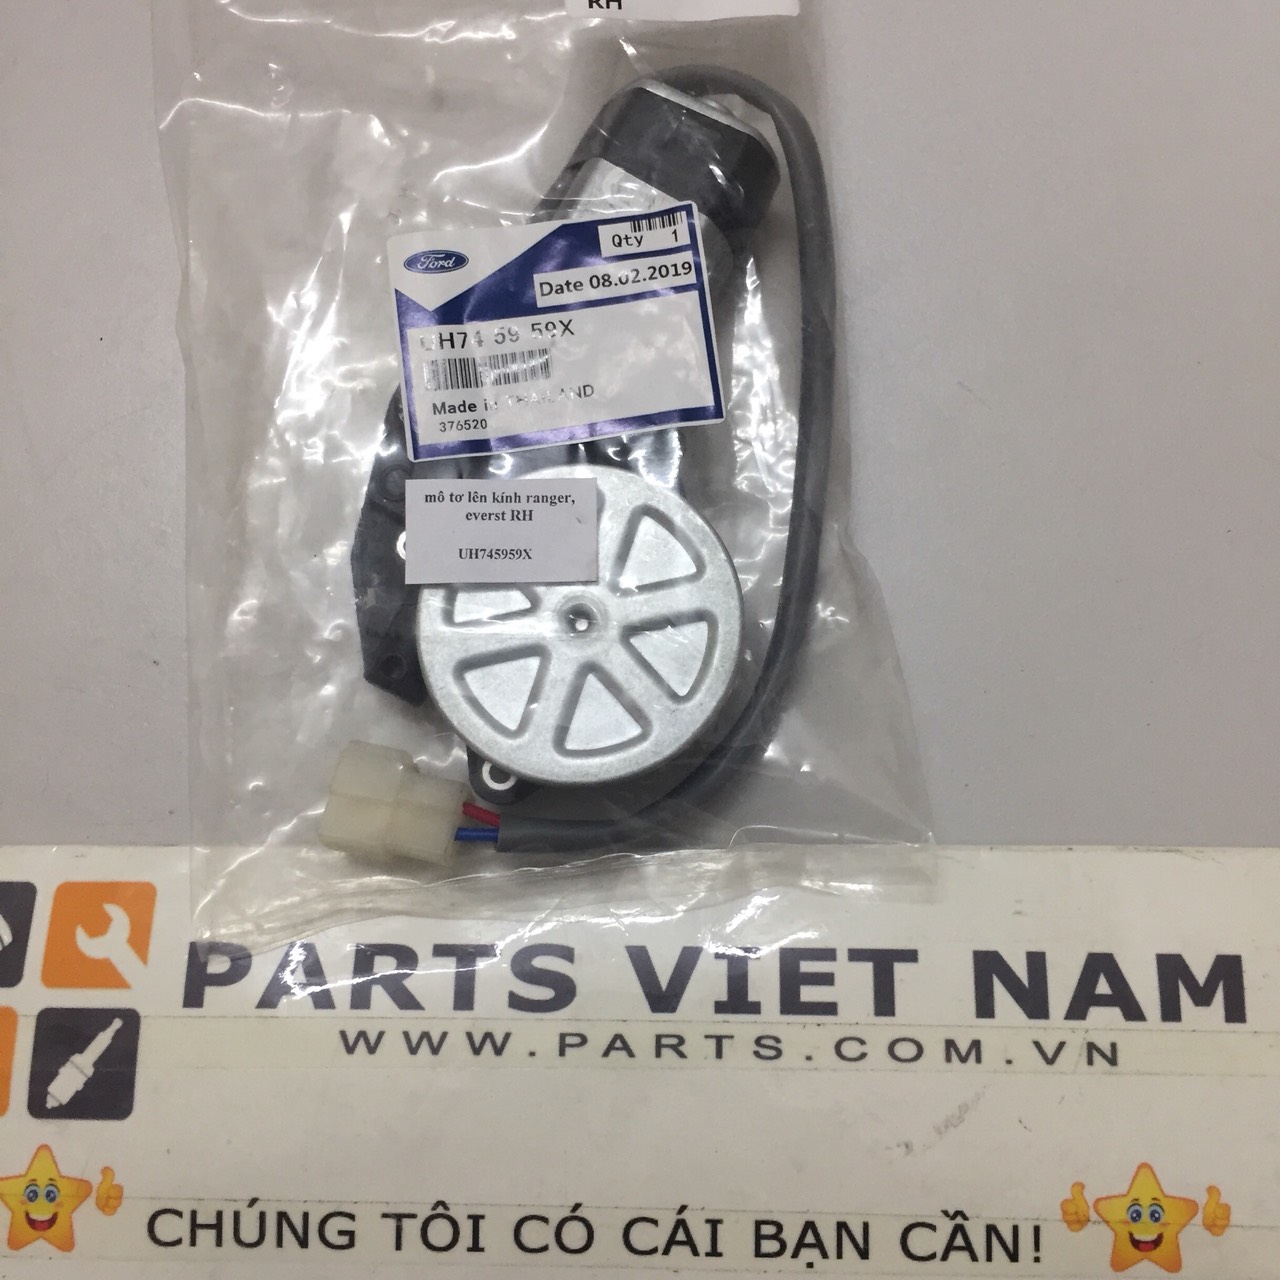 RH
Ford
Qty 1
Date 08.02.2019
UH74 59 59X
Made in THAILAND
376520
mô tơ lên kính ranger,
everst RH
UH745959X
PARTS VIET NAM
WWW.PARTS.COM.VN
CHÚNG TÔI CÓ CÁI BẠN CẦN!